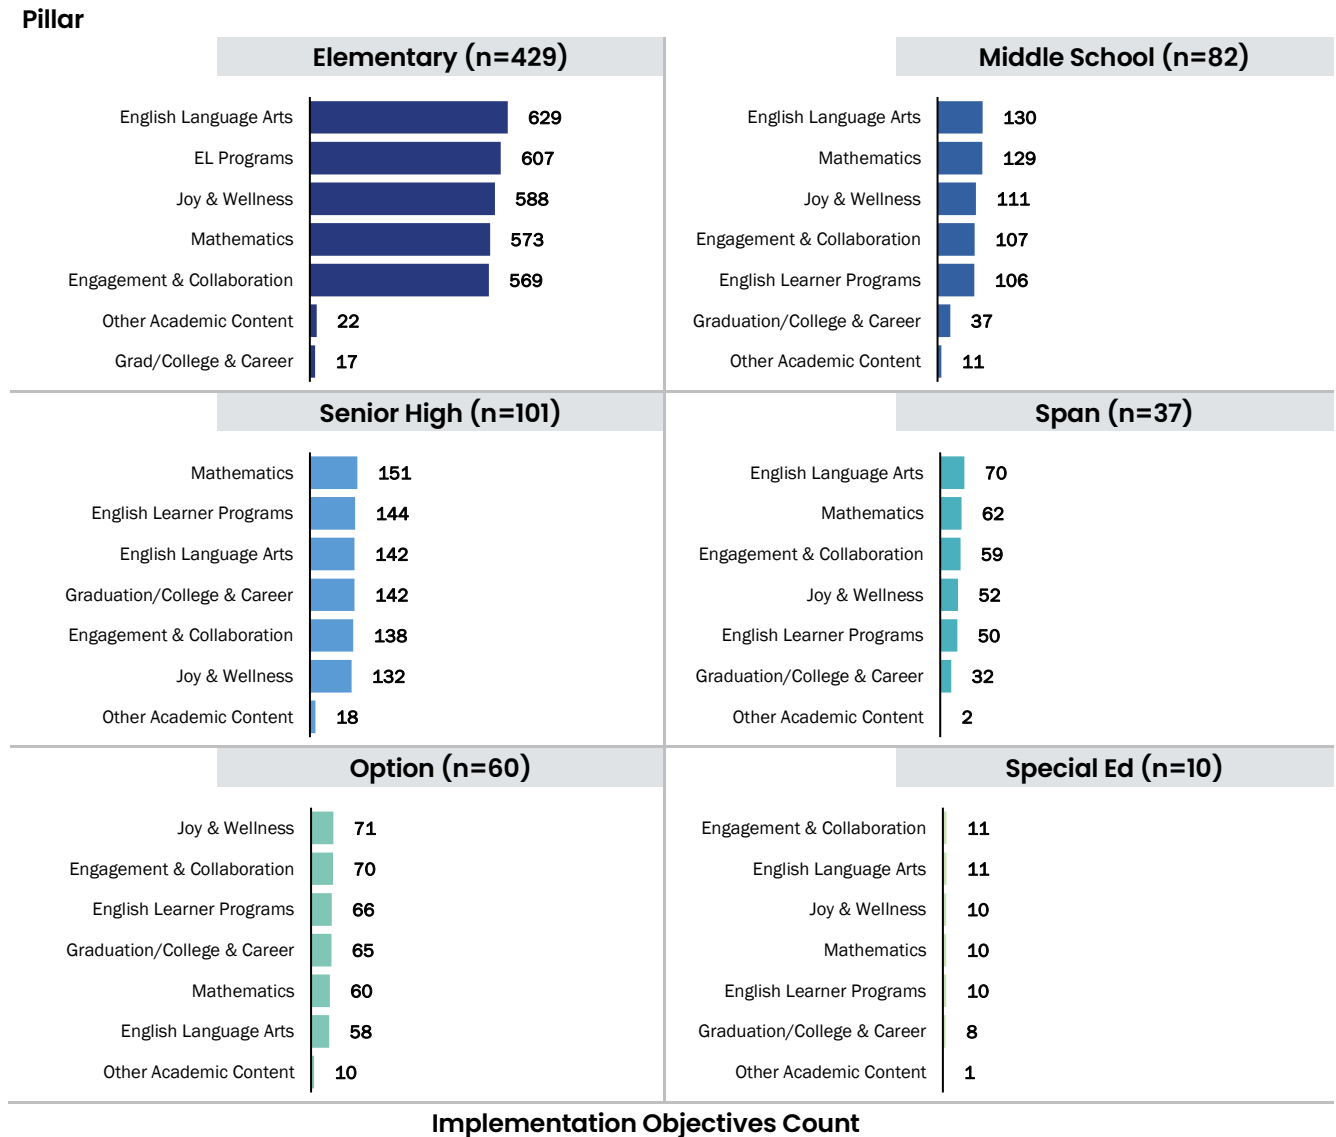 Pillar
Elementary (n=429)
English Language Arts 629
EL Programs 607
Joy & Wellness 588
Mathematics 573
Engagement & Collaboration 569
Other Academic Content 22
Grad/College & Career 17
Middle School (n=82)
English Language Arts 130
Mathematics 129
Joy & Wellness 111
Engagement & Collaboration 107
English Learner Programs 106
Graduation/College & Career 37
Other Academic Content 11
Senior High (n=101)
Mathematics 151
English Learner Programs 144
English Language Arts 142
Graduation/College & Career 142
Engagement & Collaboration 138
Joy & Wellness 132
Other Academic Content 18
Span (n=37)
English Language Arts 70
Mathematics 62
Engagement & Collaboration 59
Joy & Wellness 52
English Learner Programs 50
Graduation/College & Career 32
Other Academic Content 2
Option (n=60)
Joy & Wellness 71
Engagement & Collaboration 70
English Learner Programs 66
Graduation/College & Career 65
Mathematics 60
English Language Arts 58
Other Academic Content 10
Special Ed (n=10)
Engagement & Collaboration 11
English Language Arts 11
Joy & Wellness 10
Mathematics 10
English Learner Programs 10
Graduation/College & Career 8
Other Academic Content 1
Implementation Objectives Count